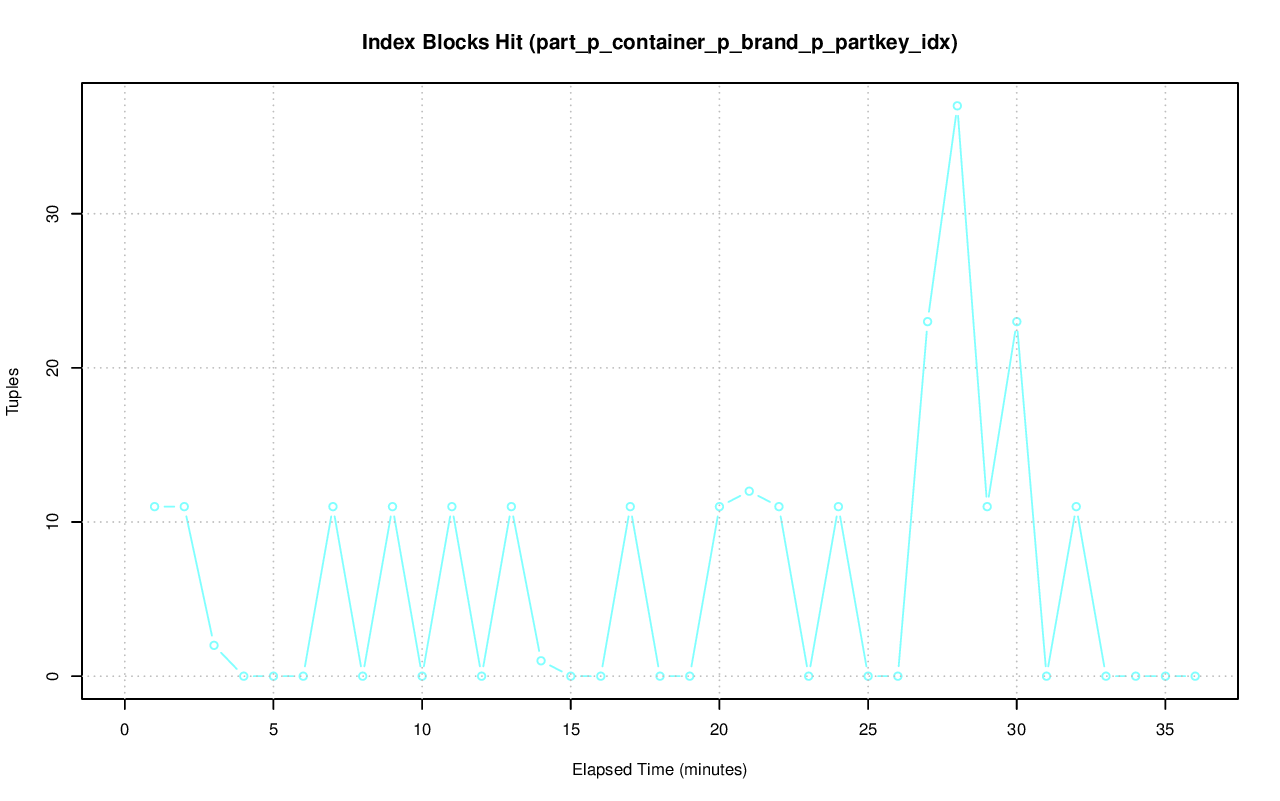 Index Blocks Hit (part_p_container_p_brand_p_partkey_idx)
30
20
10
0
Tuples
0 5 10 15 20 25 30 35
Elapsed Time (minutes)